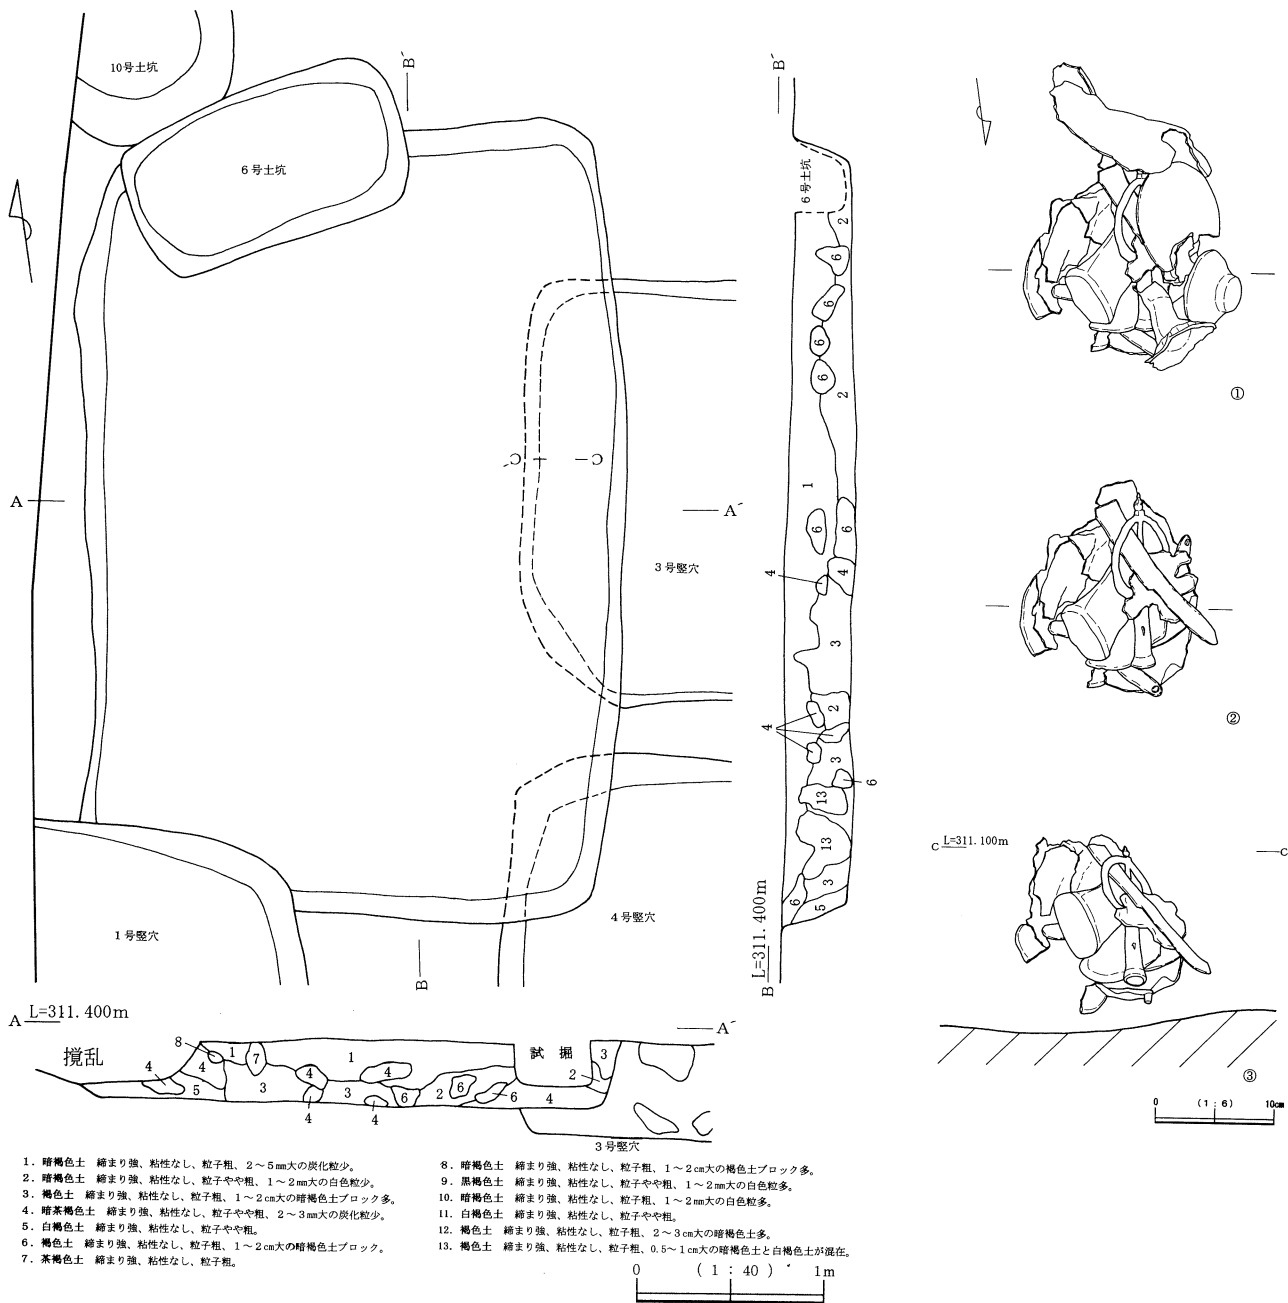 10号土坑
B´
6号土坑
A
A´
C´
C
3号竪穴
1号竪穴
4号竪穴
B
B´
6号土坑
2
6
6
6
6
2
1
6
6
4
4
3
2
4
3
6
13
13
3
6
5
B L=311.400m
①
②
C L=311.100m
C´
③
0 (1:6) 10cm
A L=311.400m
A´
撹乱
試掘
8
1
7
1
3
4
4
4
4
2
5
3
3
6
2
6
6
4
4
4
3号竪穴
1. 暗褐色土 締まり強、粘性なし、粒子粗、2~5㎜大の炭化粒少。
2. 暗褐色土 締まり強、粘性なし、粒子やや粗、1~2㎜大の白色粒少。
3. 褐色土 締まり強、粘性なし、粒子粗、1~2㎝大の暗褐色土ブロック多。
4. 暗茶褐色土 締まり強、粘性なし、粒子やや粗、2~3㎜大の炭化粒少。
5. 白褐色土 締まり強、粘性なし、粒子やや粗。
6. 褐色土 締まり強、粘性なし、粒子粗、1~2㎝大の暗褐色土ブロック。
7. 茶褐色土 締まり強、粘性なし、粒子粗。
8. 暗褐色土 締まり強、粘性なし、粒子粗、1~2㎝大の褐色土ブロック多。
9. 黒褐色土 締まり強、粘性なし、粒子やや粗、1~2㎜大の白色粒多。
10. 暗褐色土 締まり強、粘性なし、粒子粗、1~2㎜大の白色粒多。
11. 白褐色土 締まり強、粘性なし、粒子やや粗。
12. 褐色土 締まり強、粘性なし、粒子粗、2~3㎝大の暗褐色土多。
13. 褐色土 締まり強、粘性なし、粒子粗、0.5~1㎝大の暗褐色土と白褐色土が混在。
0 (1:40) 1m